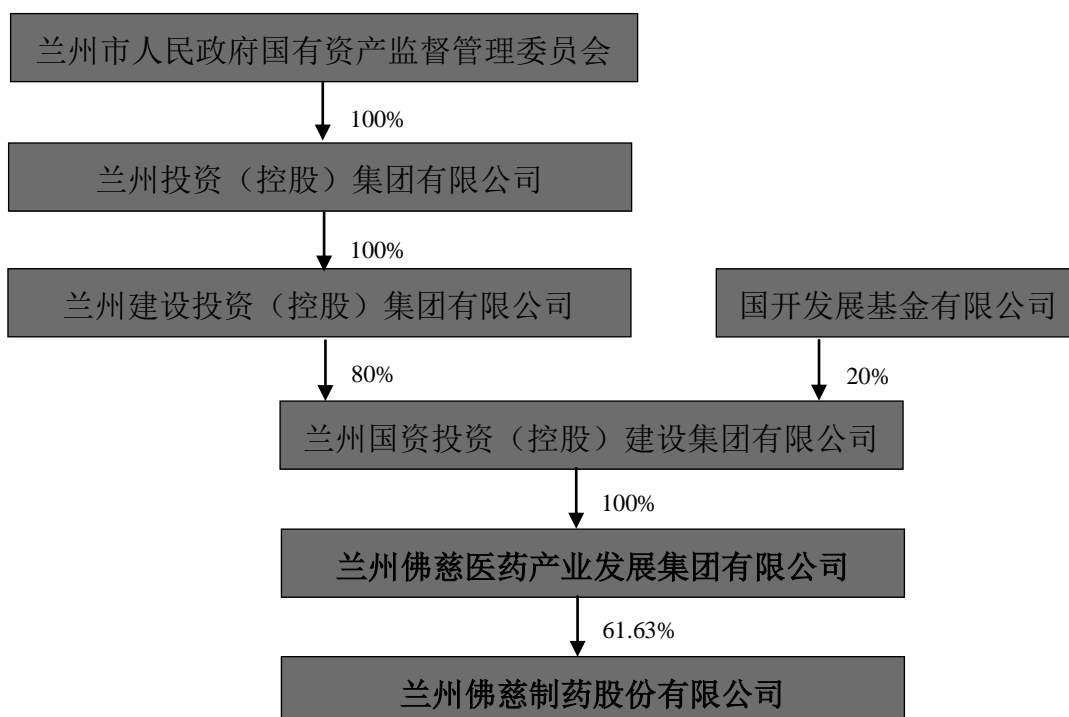 兰州市人民政府国有资产监督管理委员会
100%
兰州投资（控股）集团有限公司
100%
兰州建设投资（控股）集团有限公司
国开发展基金有限公司
80%
20%
兰州国资投资（控股）建设集团有限公司
100%
兰州佛慈医药产业发展集团有限公司
61.63%
兰州佛慈制药股份有限公司